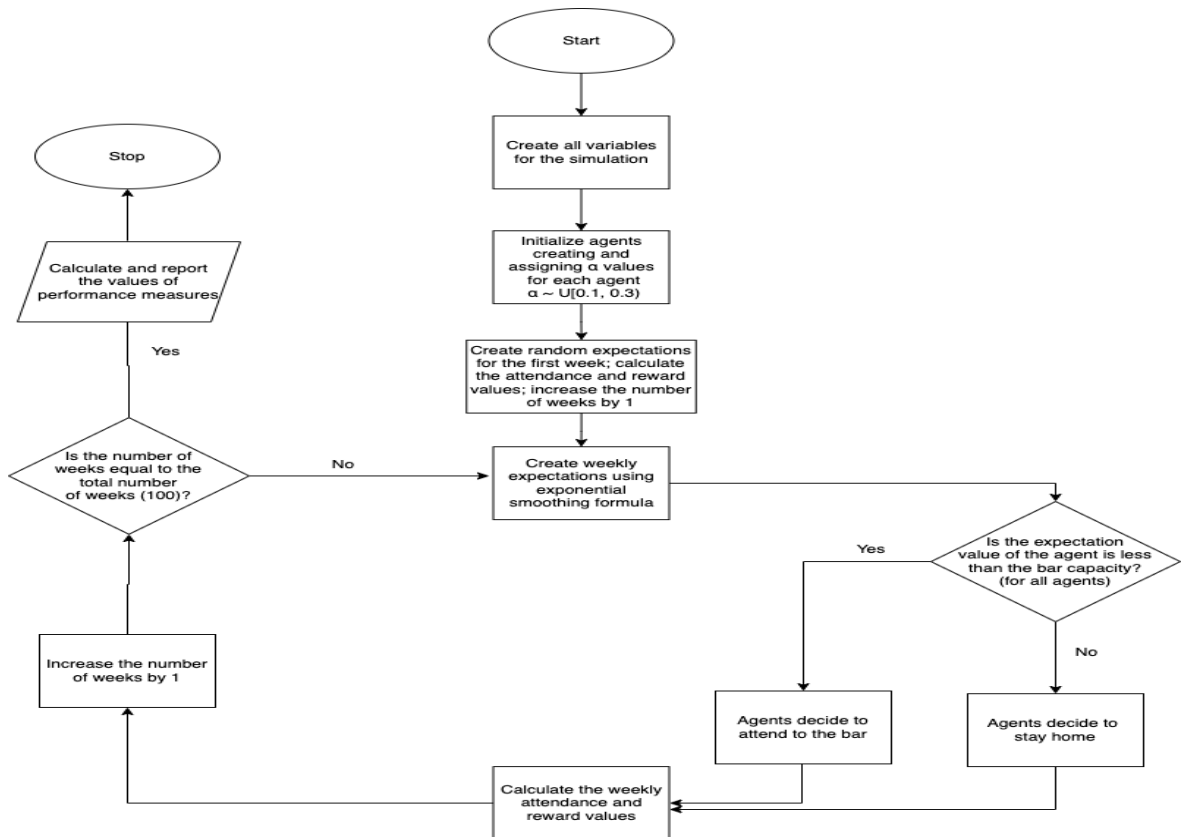 Start
Create all variables
for the simulation
Initialize agents
creating and
assigning α values
for each agent
α ~ U[0.1, 0.3)
Create random expectations
for the first week; calculate
the attendance and reward
values; increase the number
of weeks by 1
Create weekly
expectations using
exponential
smoothing formula
Is the expectation
value of the agent is less
than the bar capacity?
(for all agents)
Yes
No
Agents decide to
attend to the bar
Agents decide to
stay home
Calculate the weekly
attendance and
reward values
Increase the number
of weeks by 1
Is the number of
weeks equal to the
total number
of weeks (100)?
No
Yes
Calculate and report
the values of
performance measures
Stop